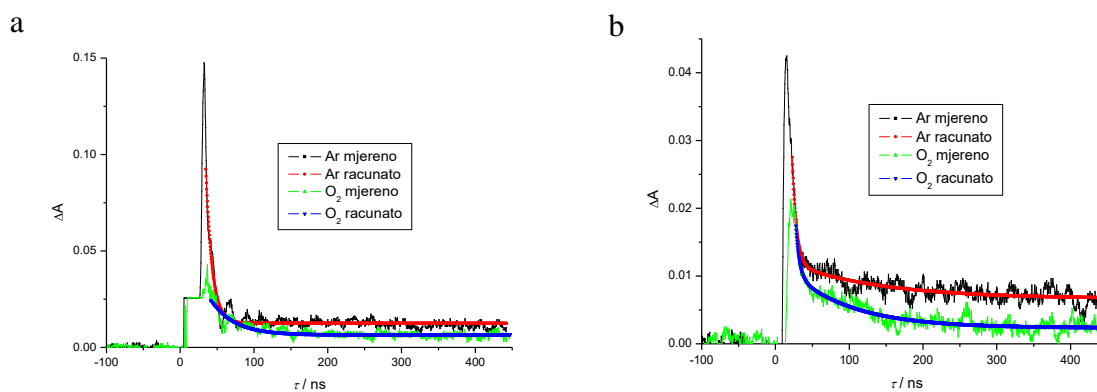 a
0.15
0.10
0.05
0.00
ΔA
-100
0
100
200
300
400
τ / ns
Ar mjereno
Ar racunato
O₂ mjereno
O₂ racunato
b
0.04
0.03
0.02
0.01
0.00
ΔA
-100
0
100
200
300
400
τ / ns
Ar mjereno
Ar racunato
O₂ mjereno
O₂ racunato